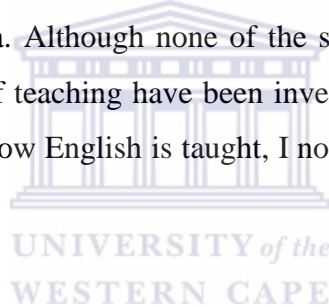 a. Although none of the s
f teaching have been inve
ow English is taught, I no
UNIVERSITY of the
WESTERN CAPE